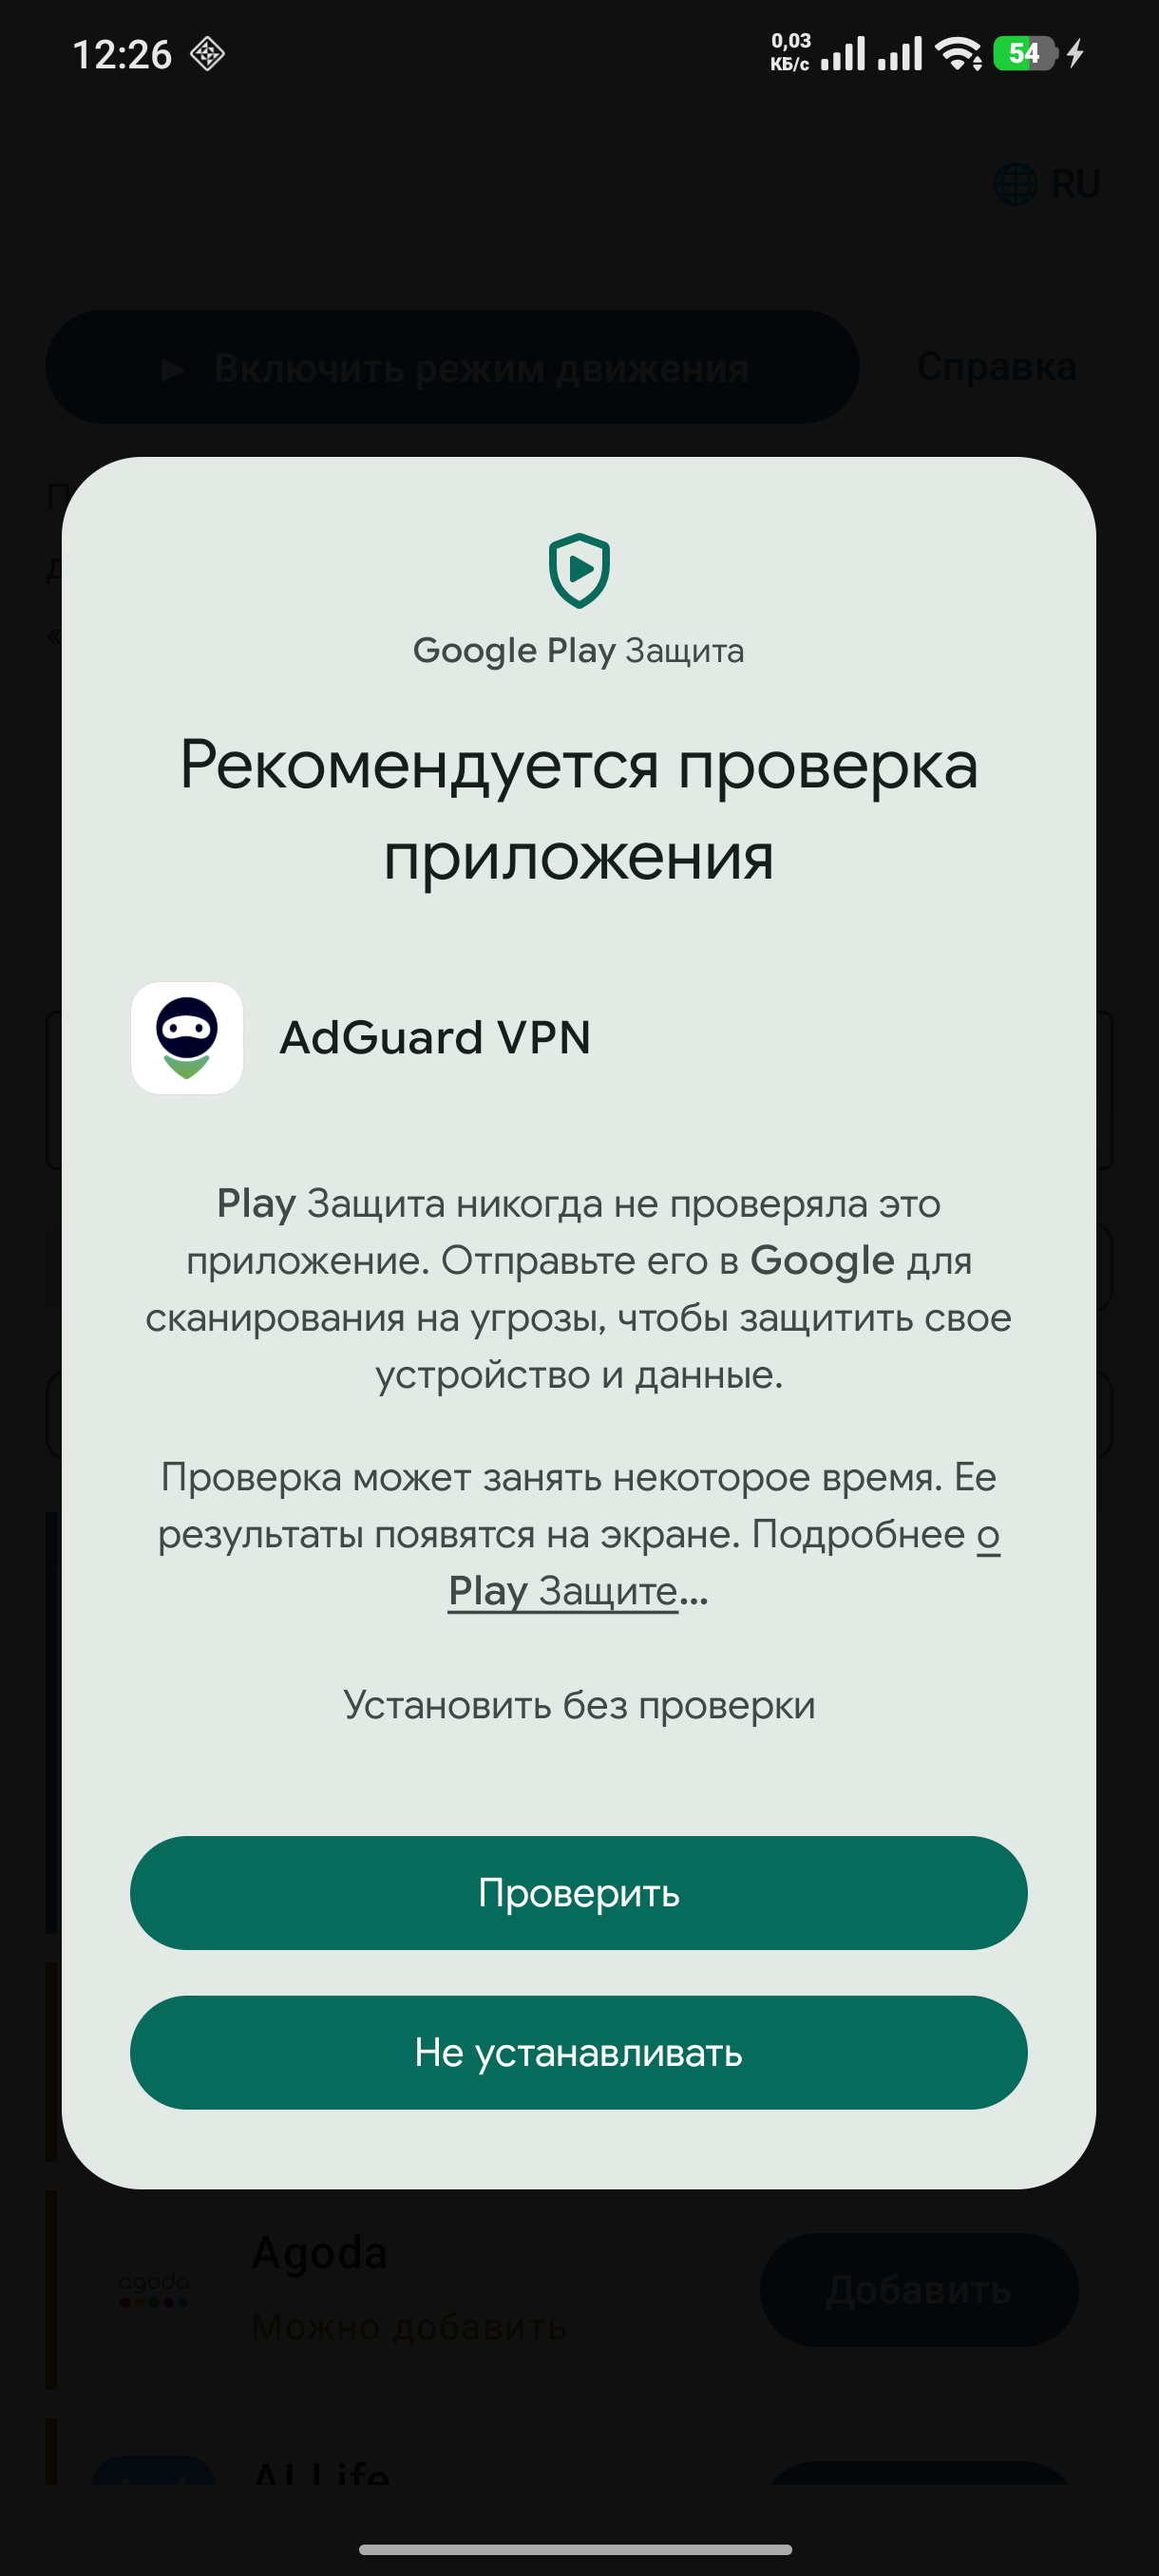 12:26
0,03
КБ/с
54
RU
Включить режим движения
Справка
Google Play Защита
Рекомендуется проверка
приложения
AdGuard VPN
Play Защита никогда не проверяла это
приложение. Отправьте его в Google для
сканирования на угрозы, чтобы защитить свое
устройство и данные.
Проверка может занять некоторое время. Ее
результаты появятся на экране. Подробнее о
Play Защите...
Установить без проверки
Проверить
Не устанавливать
agoda
Agoda
Можно добавить
Добавить